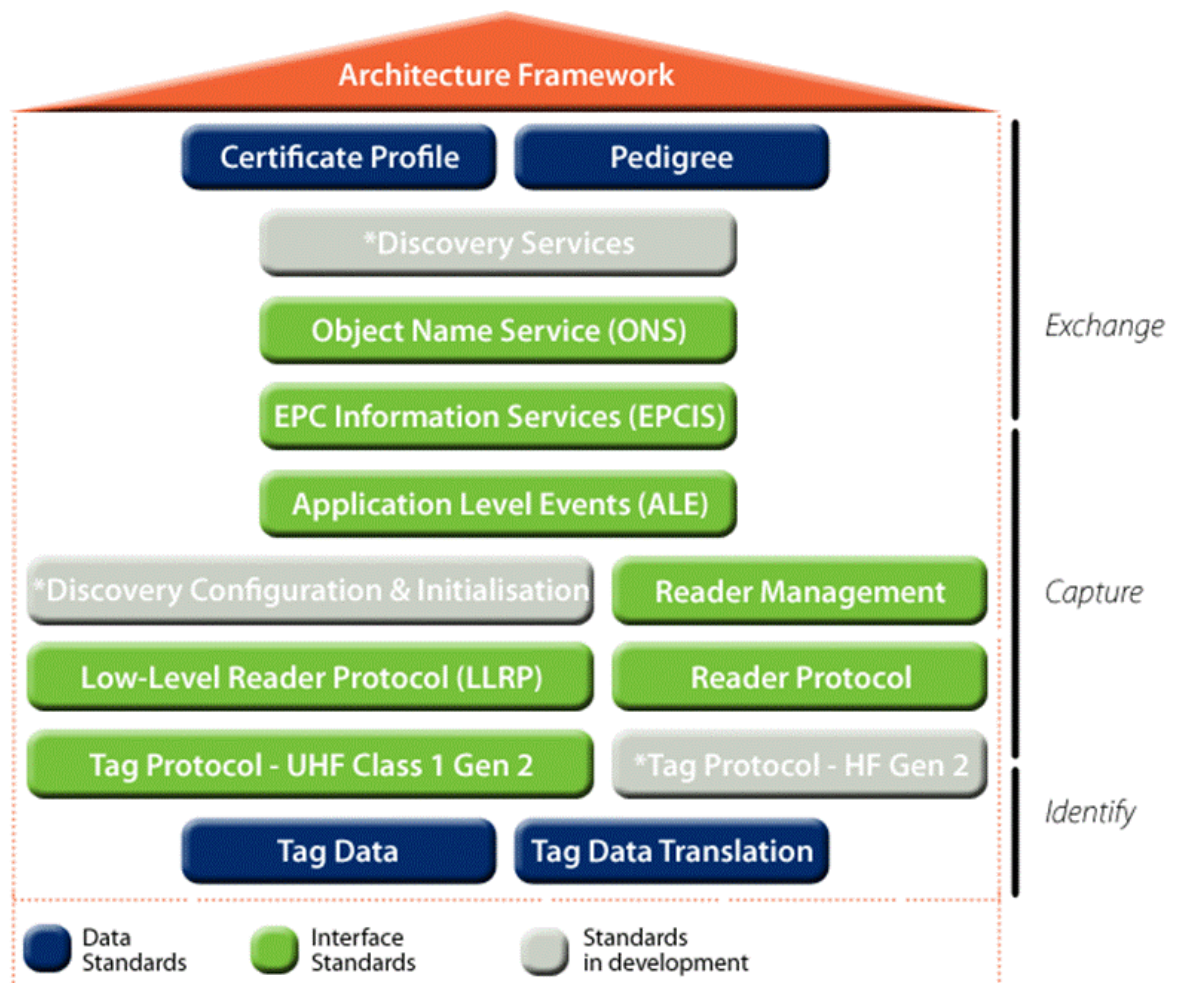 Architecture Framework
Certificate Profile
Pedigree
*Discovery Services
Object Name Service (ONS)
Exchange
EPC Information Services (EPCIS)
Application Level Events (ALE)
*Discovery Configuration & Initialisation
Reader Management
Capture
Low-Level Reader Protocol (LLRP)
Reader Protocol
Tag Protocol - UHF Class 1 Gen 2
*Tag Protocol - HF Gen 2
Identify
Tag Data
Tag Data Translation
Data
Standards
Interface
Standards
Standards
in development